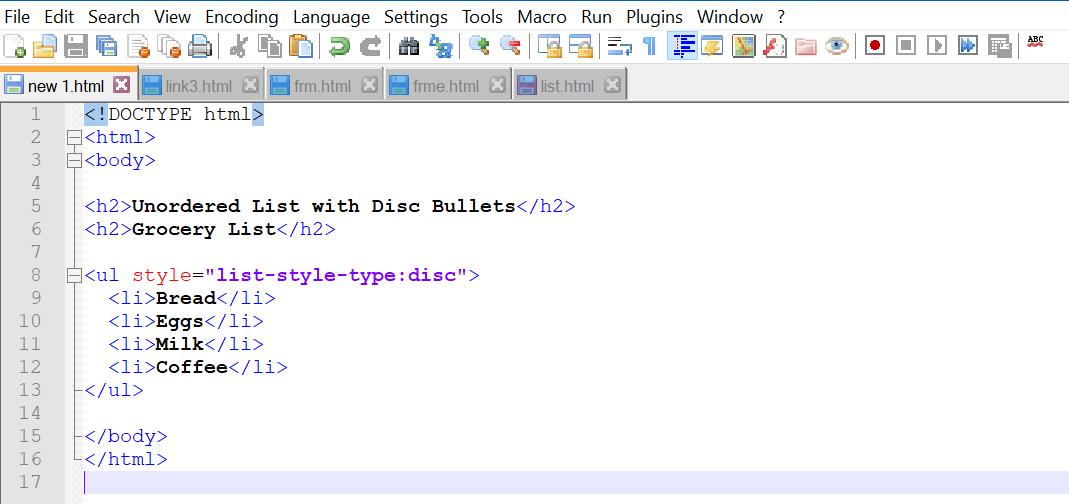 File Edit Search View Encoding Language Settings Tools Macro Run Plugins Window ?
ABC
new 1.html link3.html frm.html frme.html list.html
1 <!DOCTYPE html>
2 <html>
3 <body>
4
5 <h2>Unordered List with Disc Bullets</h2>
6 <h2>Grocery List</h2>
7
8 <ul style="list-style-type:disc">
9   <li>Bread</li>
10   <li>Eggs</li>
11   <li>Milk</li>
12   <li>Coffee</li>
13 </ul>
14
15 </body>
16 </html>
17